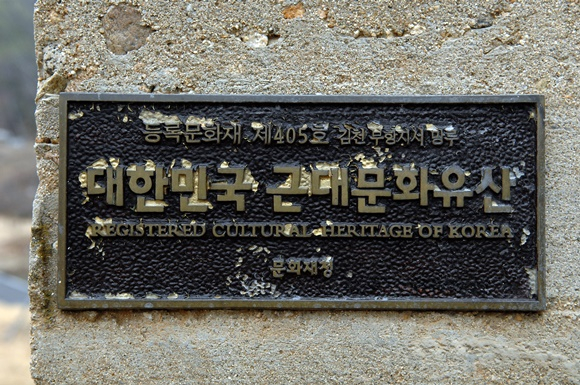 등록문화재 제405호 김천 부항지서 망루
대한민국 근대문화유산
REGISTERED CULTURAL HERITAGE OF KOREA
문화재청